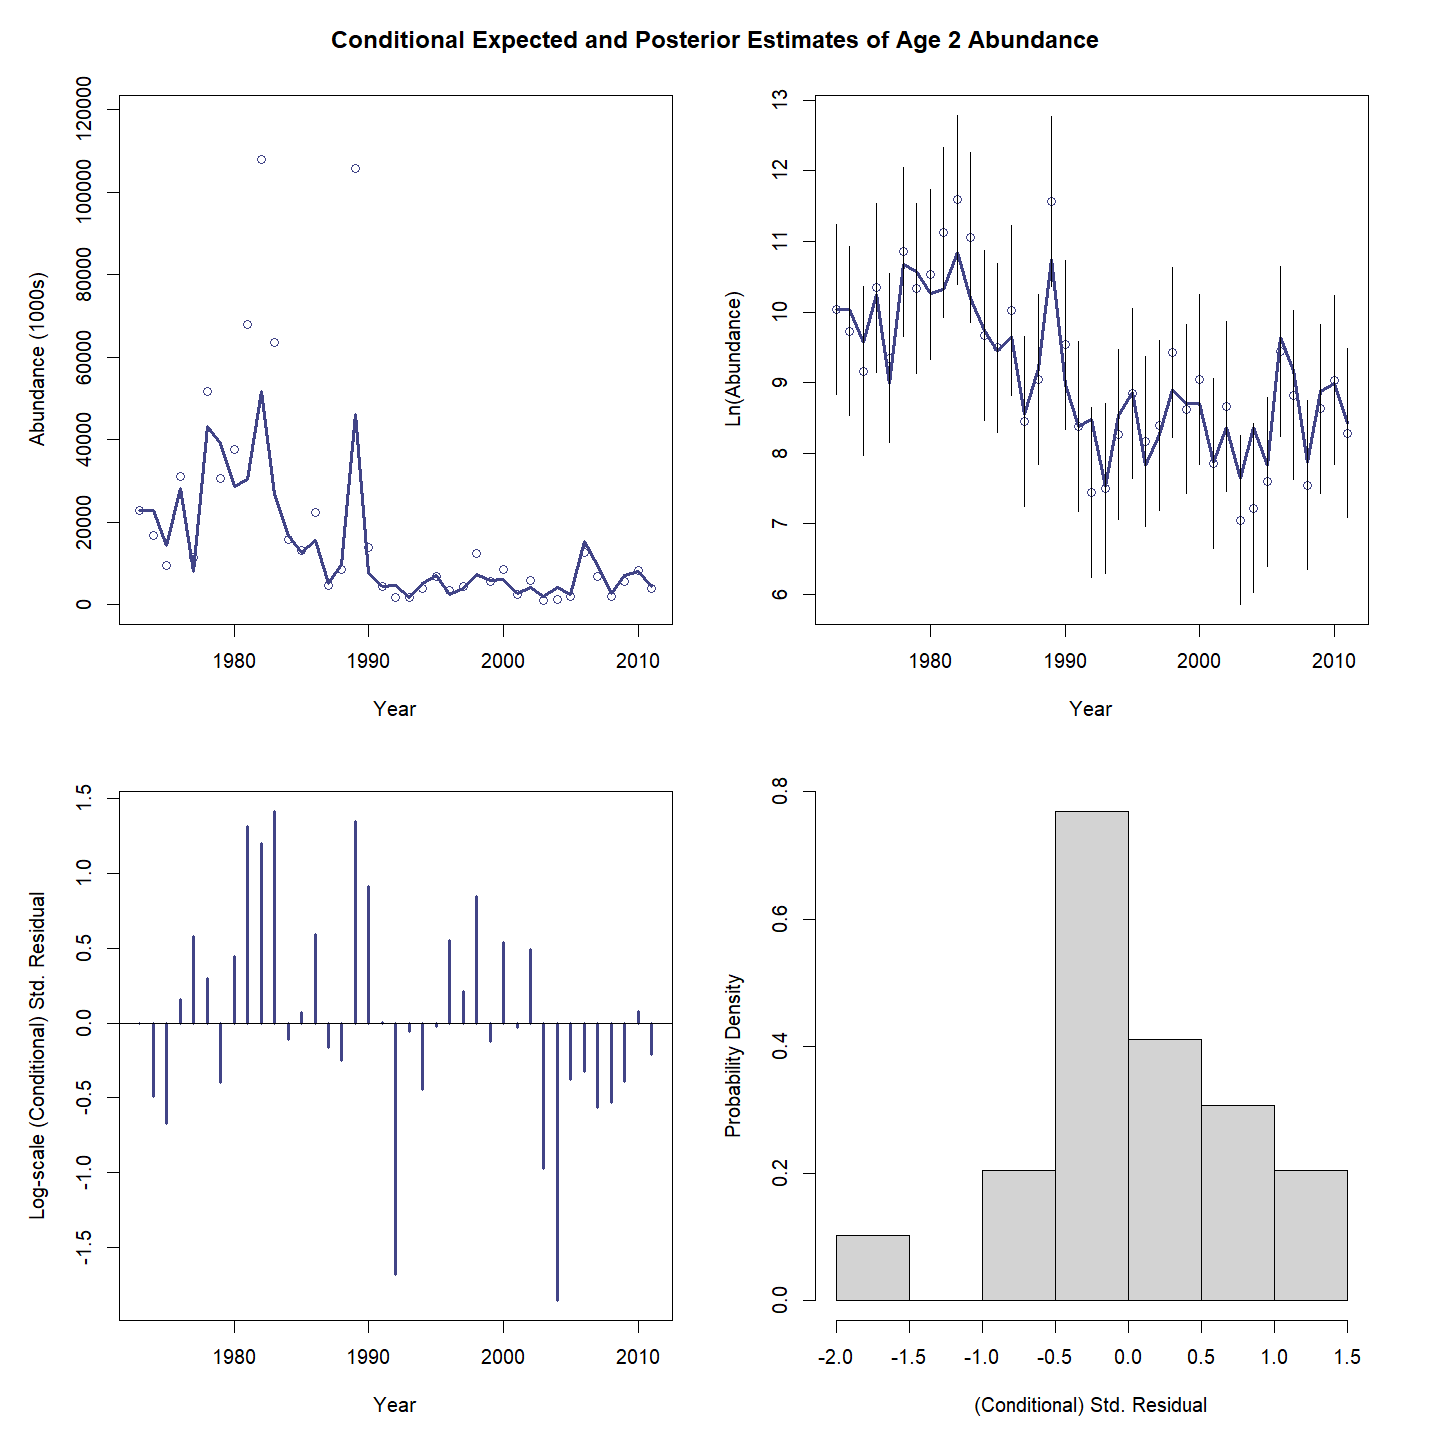 Conditional Expected and Posterior Estimates of Age 2 Abundance
Abundance (1000s)
0 20000 40000 60000 80000 100000 120000
1980 1990 2000 2010
Year
Ln(Abundance)
6 7 8 9 10 11 12 13
1980 1990 2000 2010
Year
Log-scale (Conditional) Std. Residual
-1.5 -1.0 -0.5 0.0 0.5 1.0 1.5
1980 1990 2000 2010
Year
Probability Density
0.0 0.2 0.4 0.6 0.8
-2.0 -1.5 -1.0 -0.5 0.0 0.5 1.0 1.5
(Conditional) Std. Residual